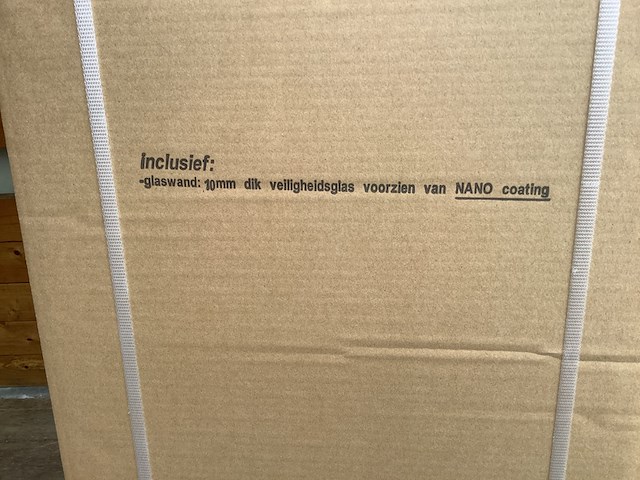 inclusief:
-glaswand: 10mm dik veiligheidsglas voorzien van NANO coating